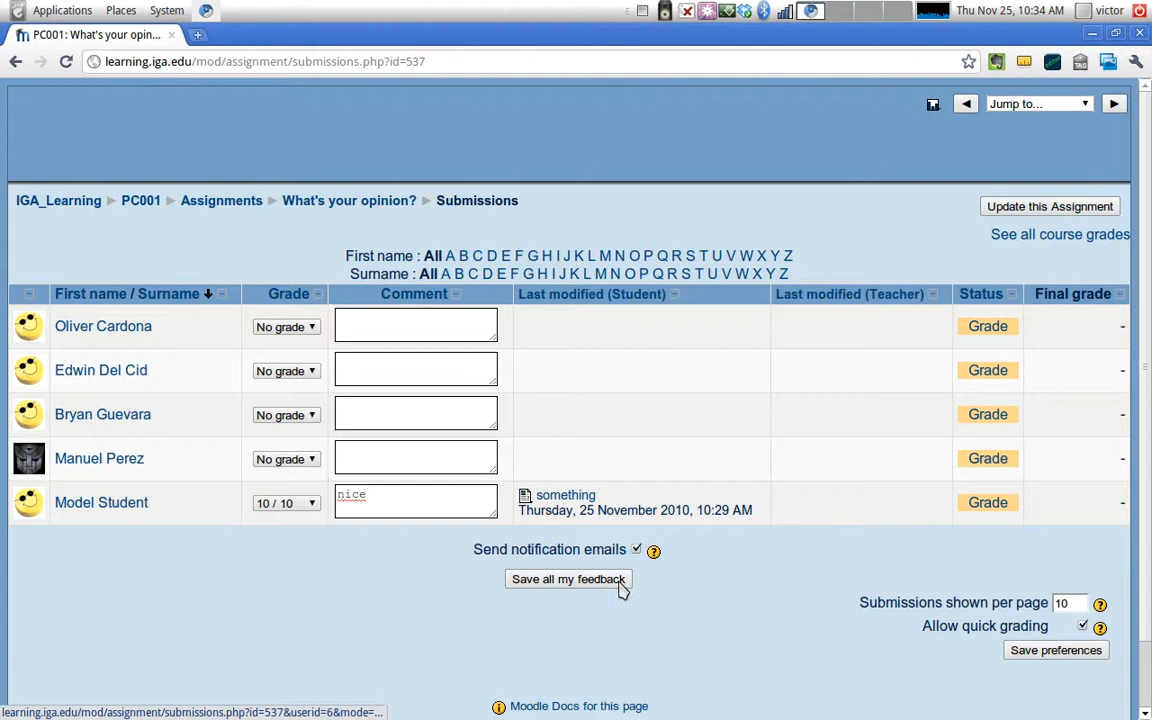 Applications Places System Thu Nov 25, 10:34 AM victor
PC001: What's your opin...
learning.iga.edu/mod/assignment/submissions.php?id=537
Jump to...
IGA_Learning ► PC001 ► Assignments ► What's your opinion? ► Submissions Update this Assignment
See all course grades
First name : All A B C D E F G H I J K L M N O P Q R S T U V W X Y Z
Surname : All A B C D E F G H I J K L M N O P Q R S T U V W X Y Z
First name / Surname Grade Comment Last modified (Student) Last modified (Teacher) Status Final grade
Oliver Cardona No grade Grade -
Edwin Del Cid No grade Grade -
Bryan Guevara No grade Grade -
Manuel Perez No grade Grade -
Model Student 10 / 10 nice something Grade -
Thursday, 25 November 2010, 10:29 AM
Send notification emails ?
Save all my feedback
Submissions shown per page 10 ?
Allow quick grading ?
Save preferences
Moodle Docs for this page
learning.iga.edu/mod/assignment/submissions.php?id=537&userid=6&mode=...